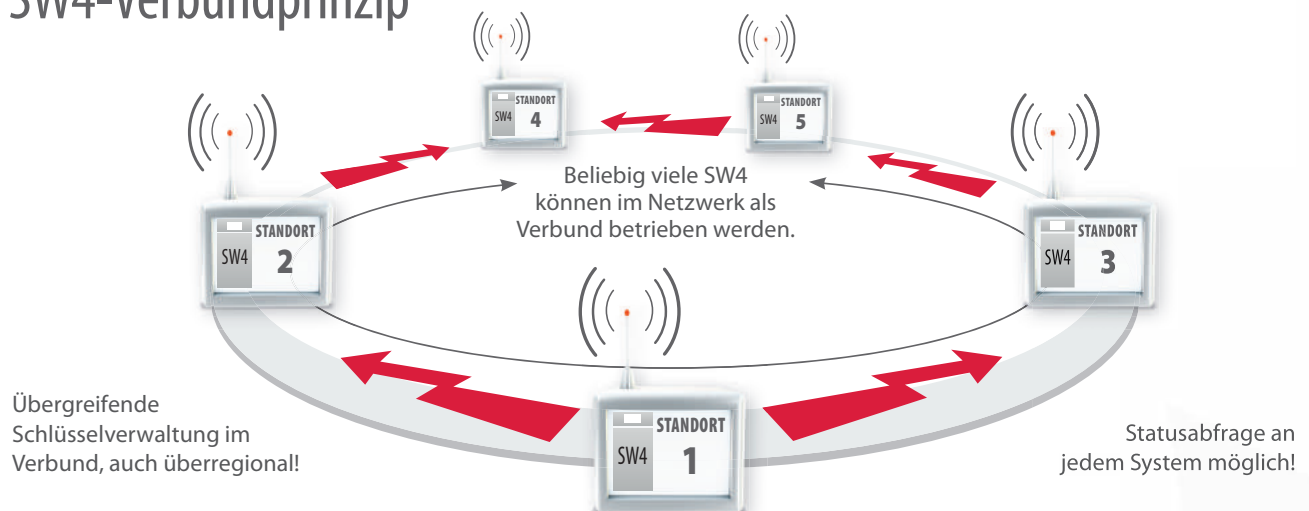 SW4-Verbundprinzip
STANDORT
SW4
4
STANDORT
SW4
5
Beliebig viele SW4
können im Netzwerk als
Verbund betrieben werden.
STANDORT
SW4
2
STANDORT
SW4
3
Übergreifende
Schlüsselverwaltung im
Verbund, auch überregional!
STANDORT
SW4
1
Statusabfrage an
jedem System möglich!